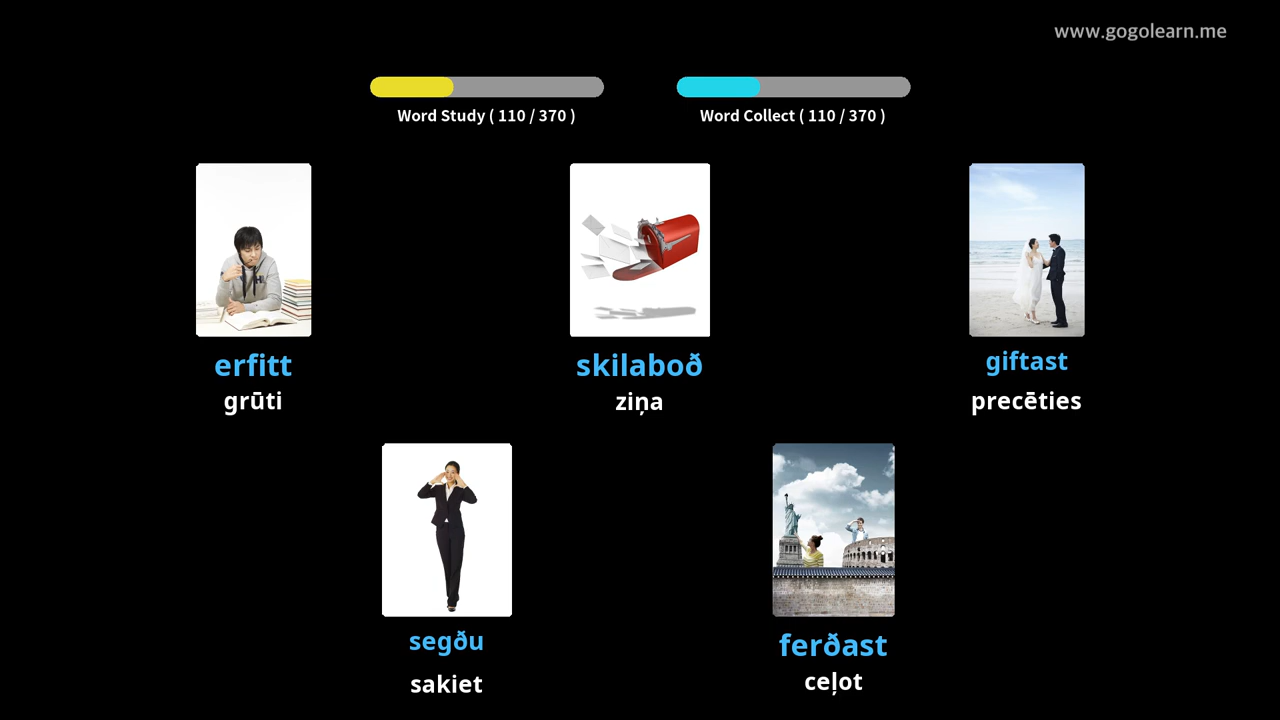 www.gogolearn.me
Word Study ( 110 / 370 )
Word Collect ( 110 / 370 )
erfitt
grūti
skilaboð
ziņa
giftast
precēties
segðu
sakiet
ferðast
ceļot